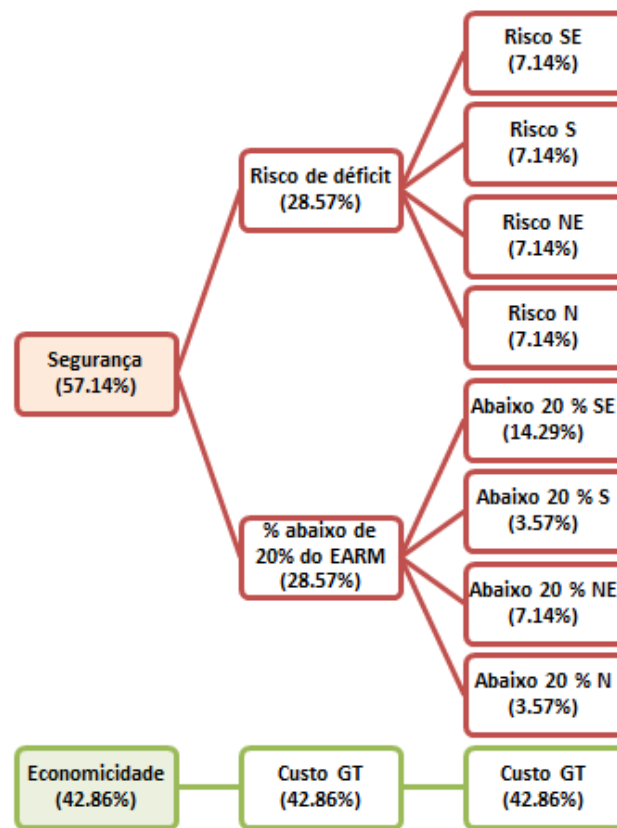 Segurança
(57.14%)
Risco de déficit
(28.57%)
Risco SE
(7.14%)
Risco S
(7.14%)
Risco NE
(7.14%)
Risco N
(7.14%)
% abaixo de
20% do EARM
(28.57%)
Abaixo 20 % SE
(14.29%)
Abaixo 20 % S
(3.57%)
Abaixo 20 % NE
(7.14%)
Abaixo 20 % N
(3.57%)
Economicidade
(42.86%)
Custo GT
(42.86%)
Custo GT
(42.86%)